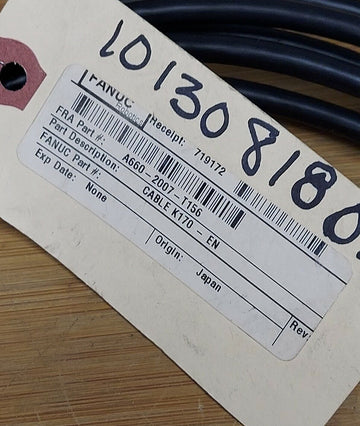 101308180
FANUC
Robotics
Receipt: 719172
FRA Part #:
Part Description: A660-2007-T156
FANUC Part #: CABLE K170 - EN
Exp Date: None
Origin: Japan
Rev: